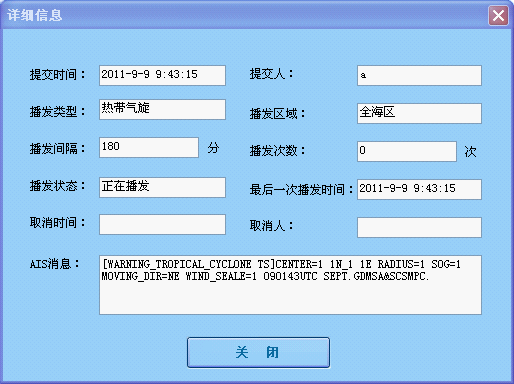 详细信息
提交时间： 2011-9-9 9:43:15 提交人： a
播发类型： 热带气旋 播发区域： 全海区
播发间隔： 180 分 播发次数： 0 次
播发状态： 正在播发 最后一次播发时间： 2011-9-9 9:43:15
取消时间： 取消人：
AIS消息： [WARNING_TROPICAL_CYCLONE TS]CENTER=1 1N_1 1E RADIUS=1 SOG=1
MOVING_DIR=NE WIND_SEALE=1 090143UTC SEPT.GDMSA&SCSMPC.
关 闭